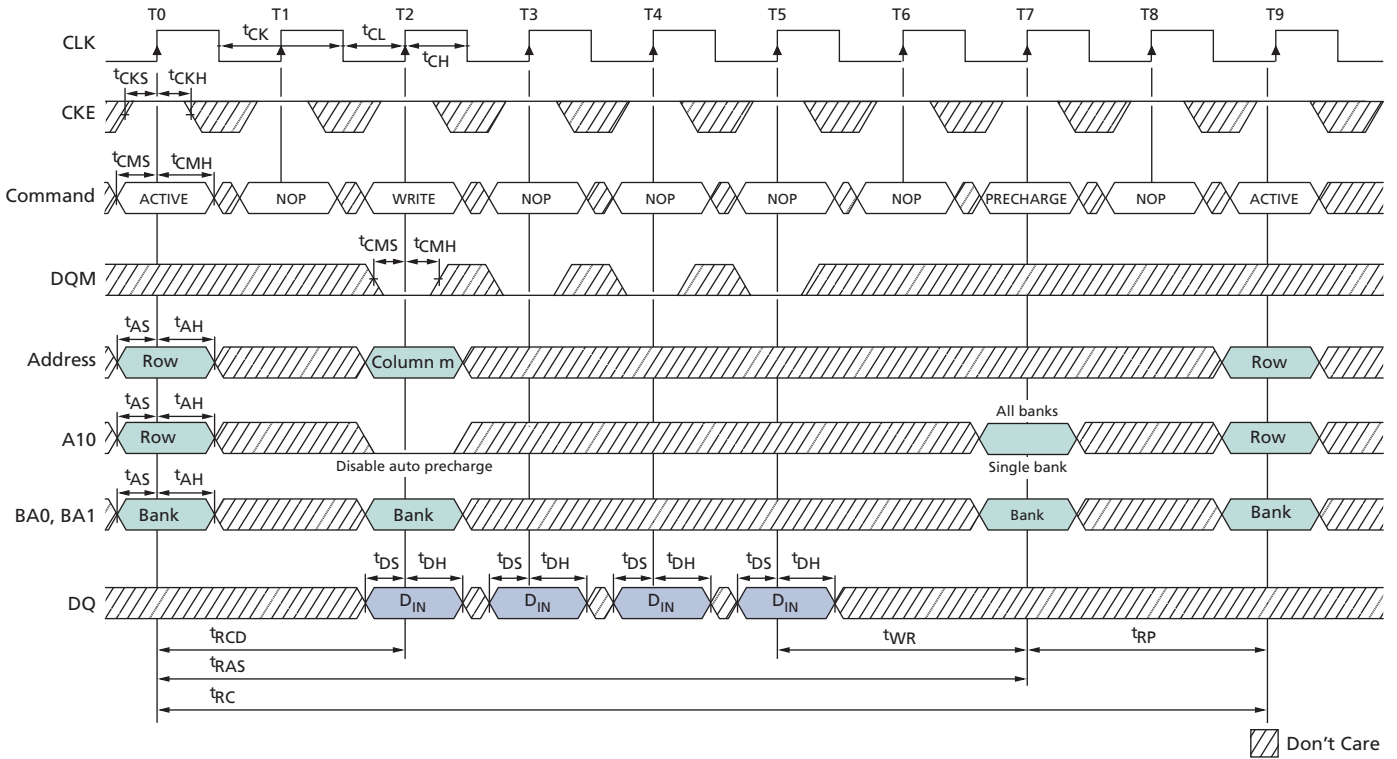 T0 T1 T2 T3 T4 T5 T6 T7 T8 T9
CLK
tCK tCL
tCH
tCKS tCKH
CKE
tCMS tCMH
Command
ACTIVE NOP WRITE NOP NOP NOP NOP PRECHARGE NOP ACTIVE
tCMS tCMH
DQM
tAS tAH
Address
Row Column m Row
tAS tAH
All banks
A10
Row Row
Disable auto precharge
Single bank
tAS tAH
BA0, BA1
Bank Bank Bank Bank
tDS tDH tDS tDH tDS tDH tDS tDH
DQ
DIN DIN DIN DIN
tRCD tWR tRP
tRAS
tRC
Don't Care